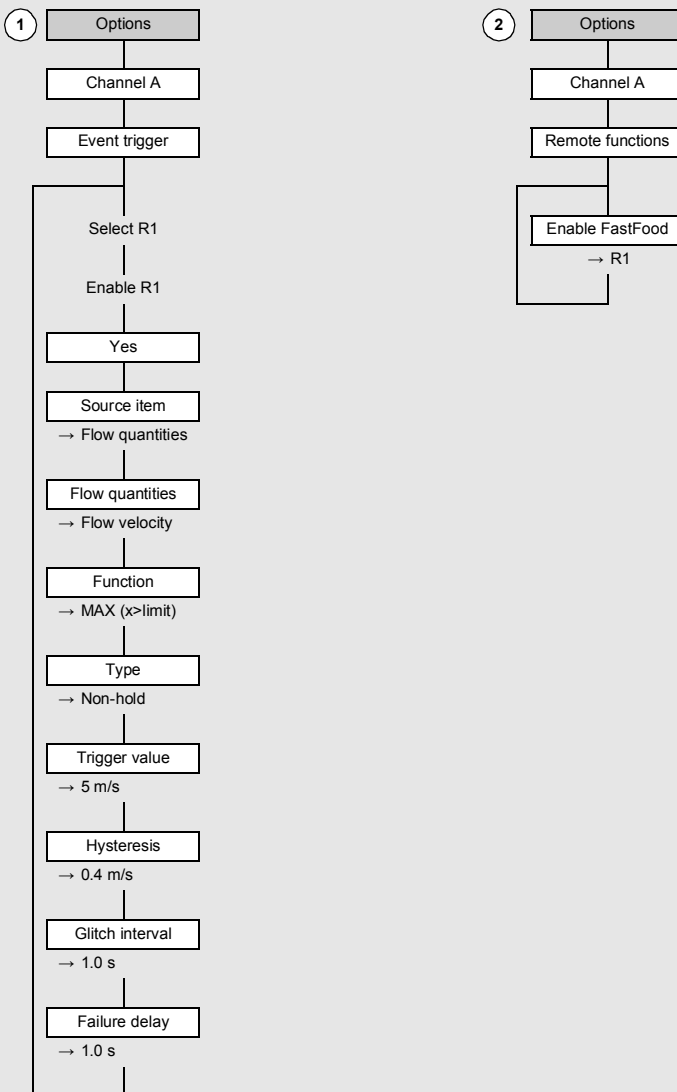 1
Options
Channel A
Event trigger
Select R1
Enable R1
Yes
Source item
→ Flow quantities
Flow quantities
→ Flow velocity
Function
→ MAX (x>limit)
Type
→ Non-hold
Trigger value
→ 5 m/s
Hysteresis
→ 0.4 m/s
Glitch interval
→ 1.0 s
Failure delay
→ 1.0 s
2
Options
Channel A
Remote functions
Enable FastFood
→ R1